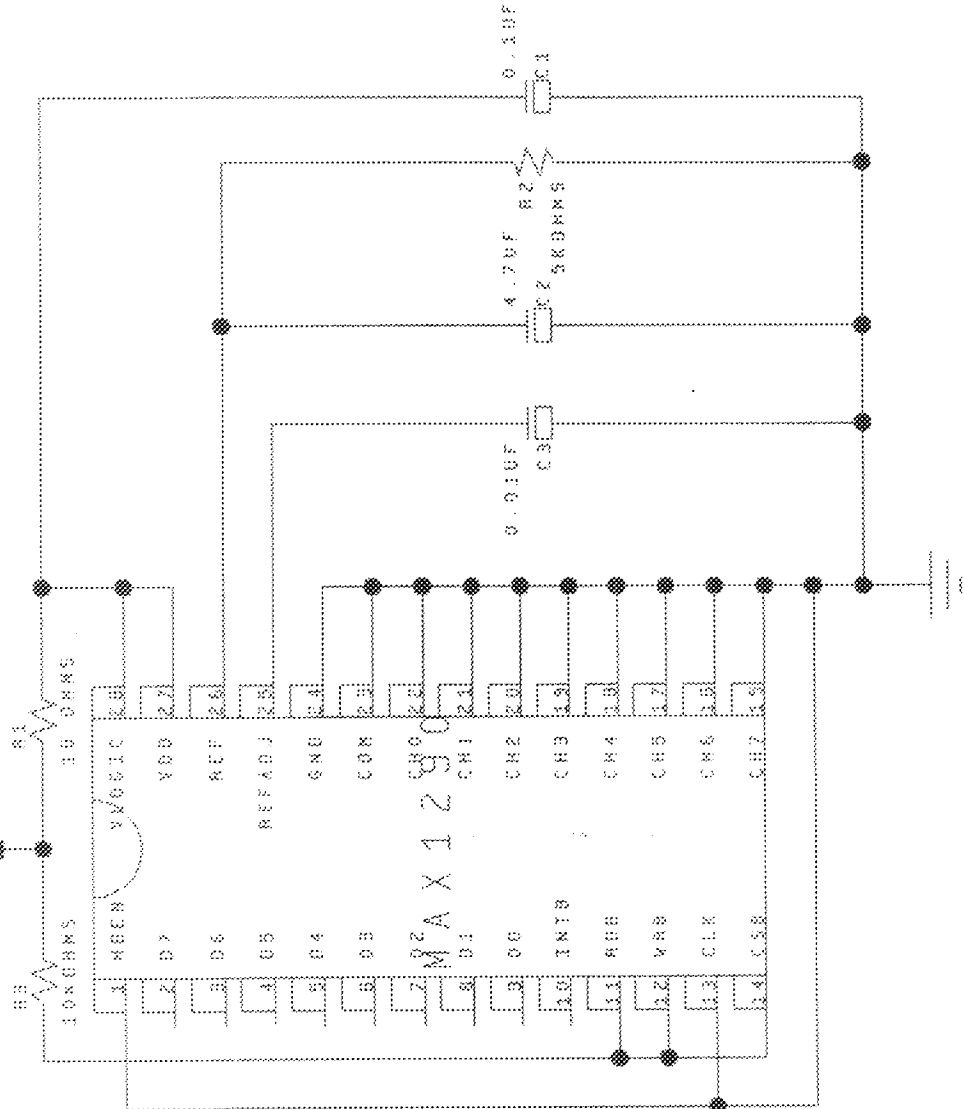 0.1UF
C1
R2
5KOHMS
4.7UF
C2
0.01UF
C3
R1
10 OHMS
R3
10KOHMS
MAX1290
28 VLOGIC
27 VDD
26 REF
25 REFADJ
24 GND
23 COM
22 CH0
21 CH1
20 CH2
19 CH3
18 CH4
17 CH5
16 CH6
15 CH7
1 HBEN
2 D7
3 D6
4 D5
5 D4
6 D3
7 D2
8 D1
9 D0
10 INTB
11 RDB
12 WRB
13 CLK
14 CSB